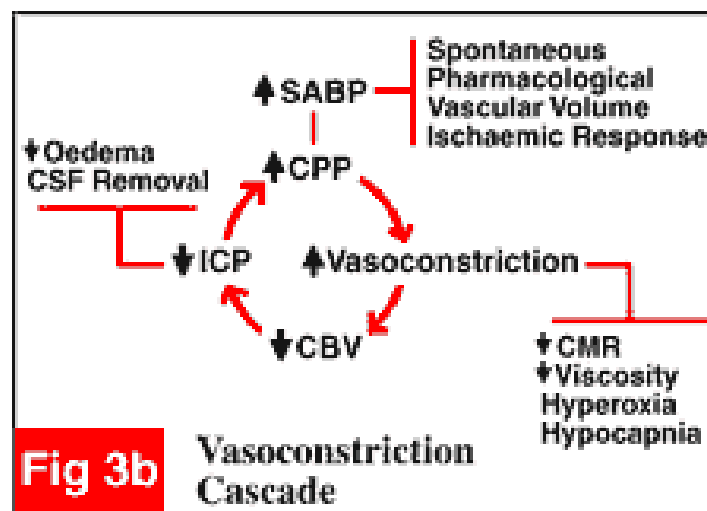 Spontaneous
↑SABP
Pharmacological
Vascular Volume
Ischaemic Response
↓Oedema
CSF Removal
↑CPP
↓ICP
↑Vasoconstriction
↓CBV
↓CMR
↓Viscosity
Hyperoxia
Hypocapnia
Fig 3b
Vasoconstriction
Cascade